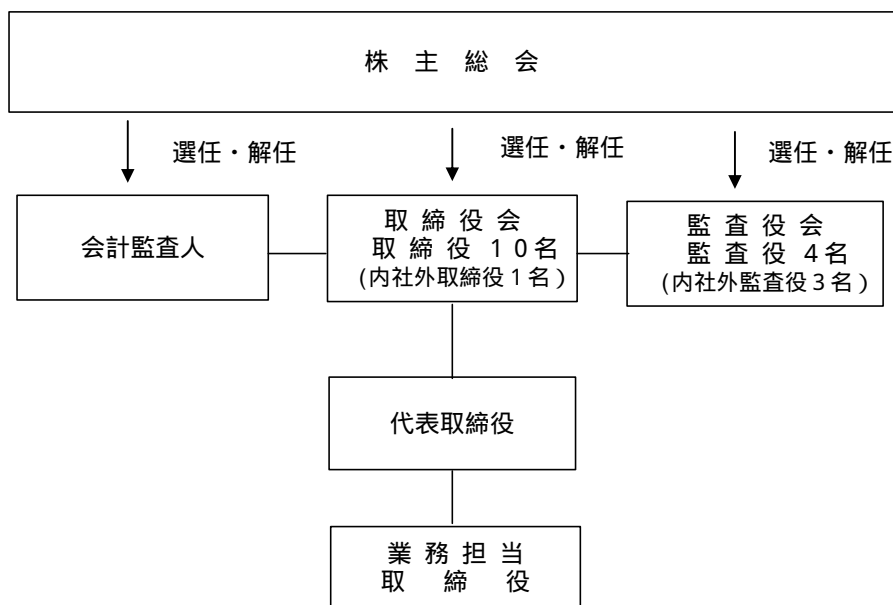 株 主 総 会
選任・解任
選任・解任
選任・解任
会計監査人
取 締 役 会
取 締 役 １０名
(内社外取締役１名)
監 査 役 会
監 査 役 ４名
(内社外監査役３名)
代表取締役
業 務 担 当
取 締 役